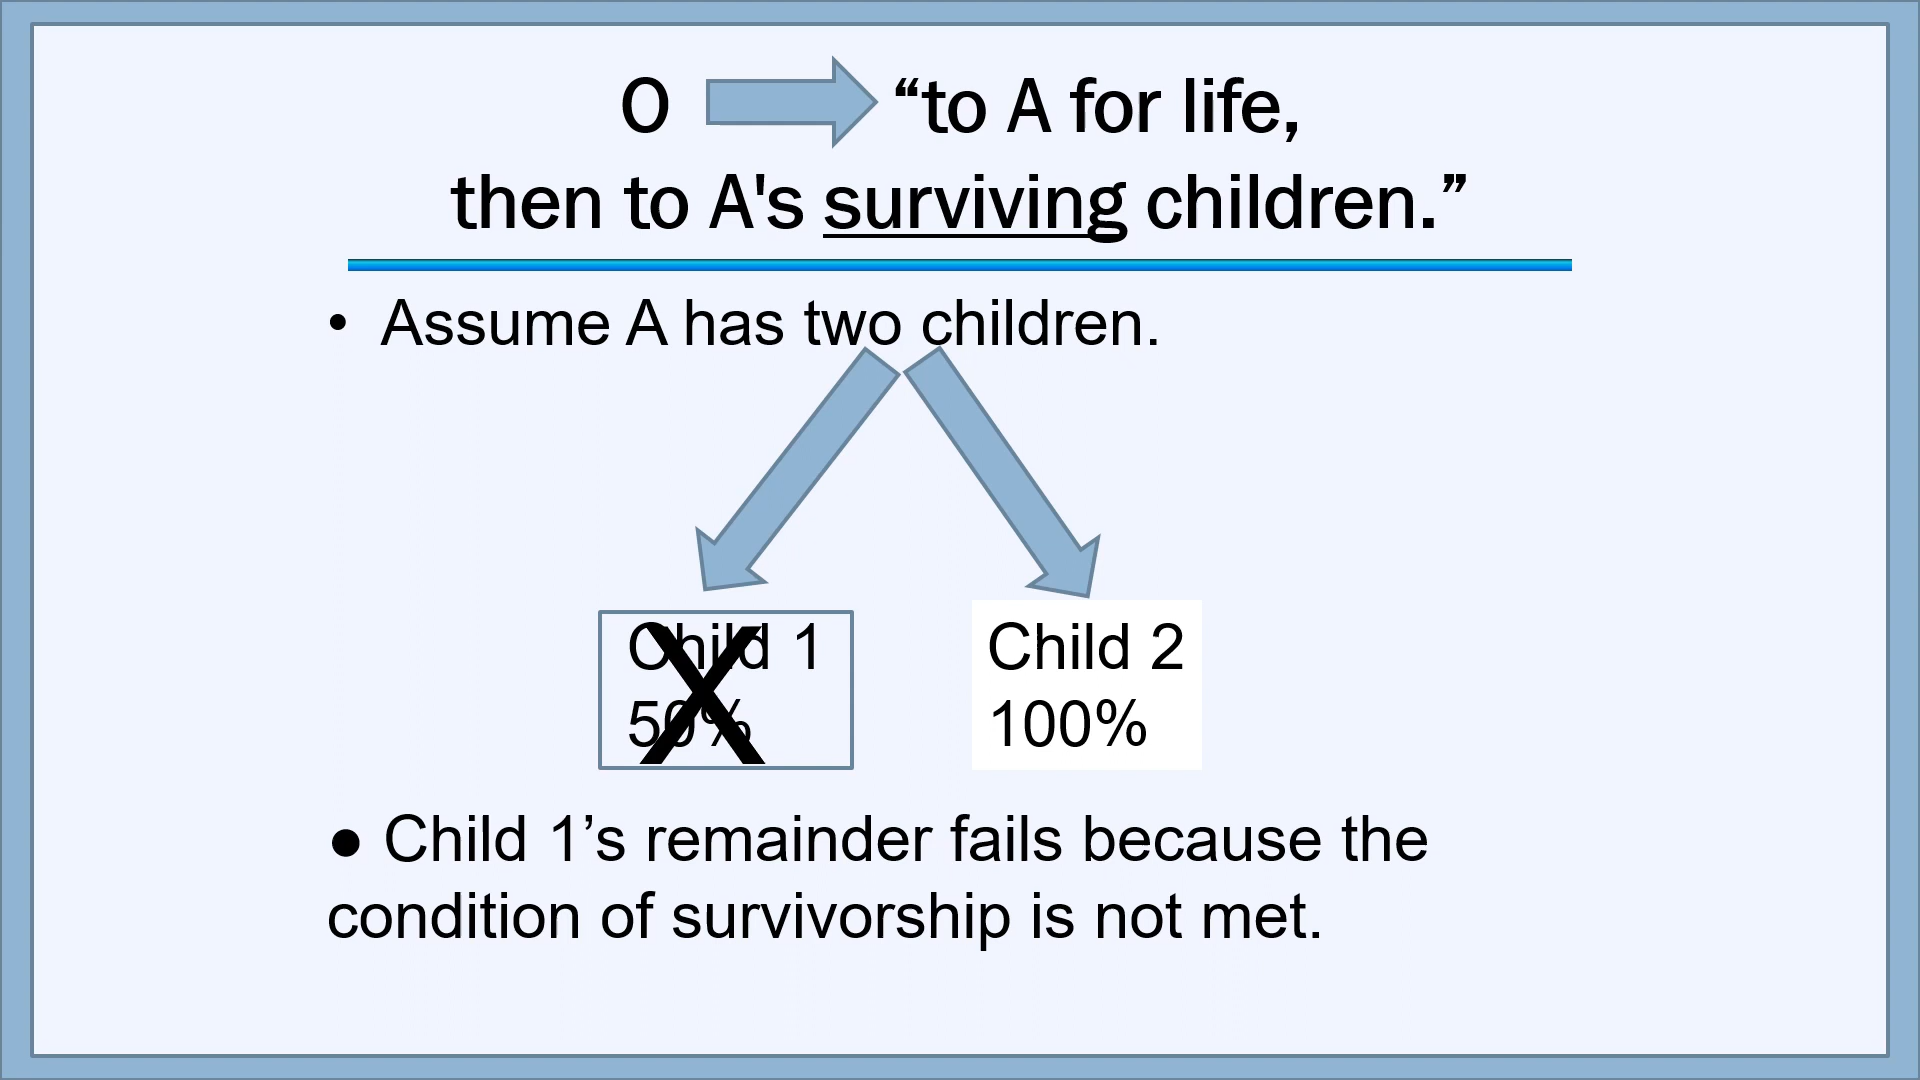 O “to A for life,
then to A's surviving children.”
• Assume A has two children.
Child 1
50%
X
Child 2
100%
● Child 1’s remainder fails because the
condition of survivorship is not met.